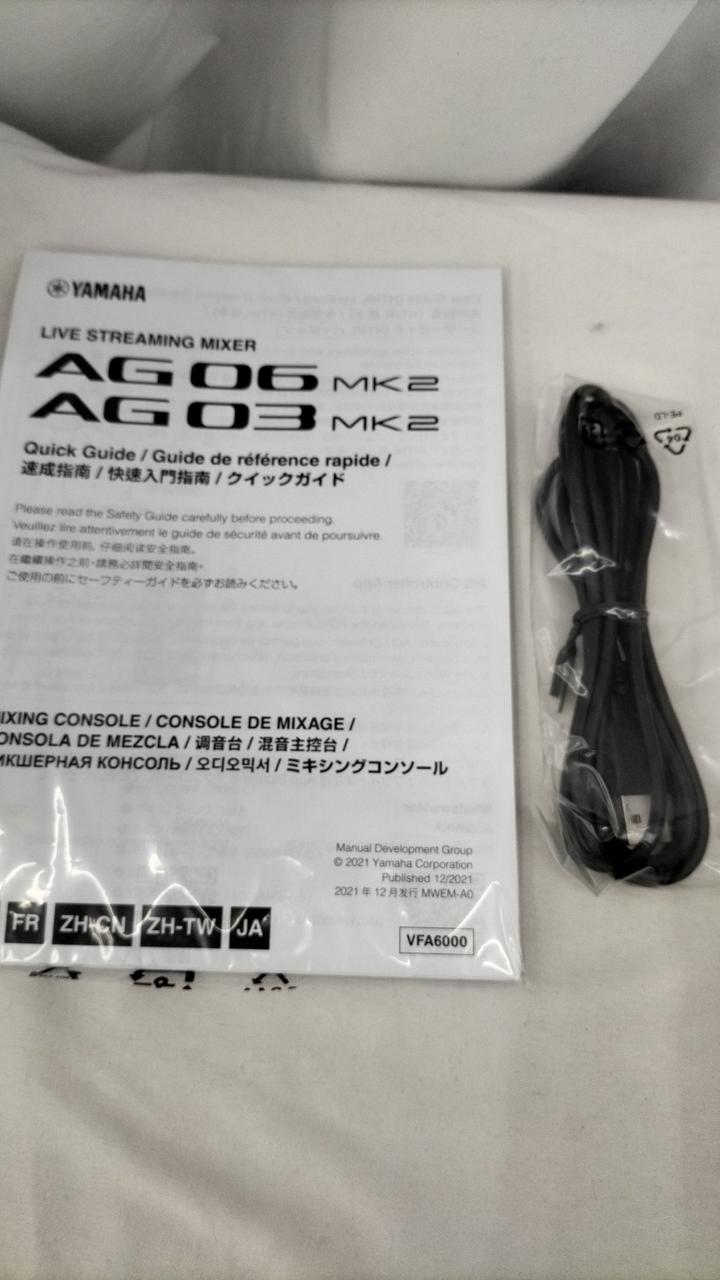 YAMAHA
LIVE STREAMING MIXER
AG 06 MK2
AG 03 MK2
Quick Guide / Guide de référence rapide /
速成指南 / 快速入門指南 / クイックガイド
Please read the Safety Guide carefully before proceeding.
Veuillez lire attentivement le guide de sécurité avant de poursuivre.
请在操作使用前,仔细阅读安全指南。
在繼續操作之前,請務必詳閱安全指南。
ご使用の前にセーフティーガイドを必ずお読みください。
IXING CONSOLE / CONSOLE DE MIXAGE /
ONSOLA DE MEZCLA / 调音台 / 混音主控台 /
ИКШЕРНАЯ КОНСОЛЬ / 오디오믹서 / ミキシングコンソール
Manual Development Group
© 2021 Yamaha Corporation
Published 12/2021
2021 年 12 月发行 MWEM-A0
FR ZH-CN ZH-TW JA
VFA6000
04
PE-LD